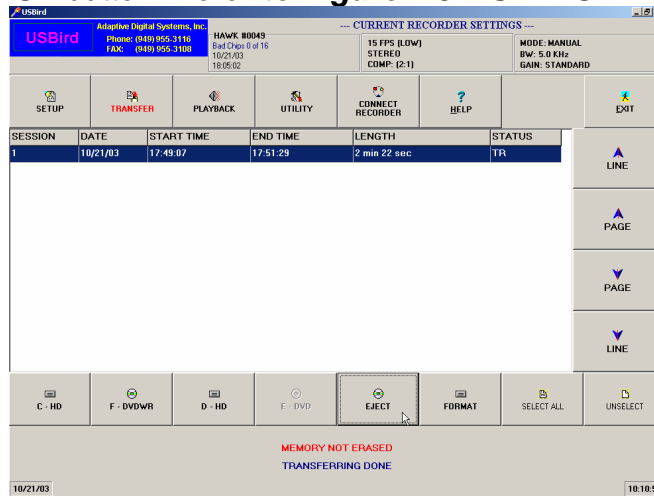 USBird
USBird
Adaptive Digital Systems, Inc.
Phone: (949) 955-3116
FAX: (949) 955-3108
HAWK #0049
Bad Chips 0 of 16
10/21/03
18:05:02
--- CURRENT RECORDER SETTINGS ---
15 FPS (LOW)
STEREO
COMP: (2:1)
MODE: MANUAL
BW: 5.0 KHz
GAIN: STANDARD
SETUP
TRANSFER
PLAYBACK
UTILITY
CONNECT
RECORDER
HELP
EXIT
SESSION DATE START TIME END TIME LENGTH STATUS
1 10/21/03 17:49:07 17:51:29 2 min 22 sec TR
LINE
PAGE
PAGE
LINE
C - HD
F - DVDWR
D - HD
E - DVD
EJECT
FORMAT
SELECT ALL
UNSELECT
MEMORY NOT ERASED
TRANSFERRING DONE
10/21/03